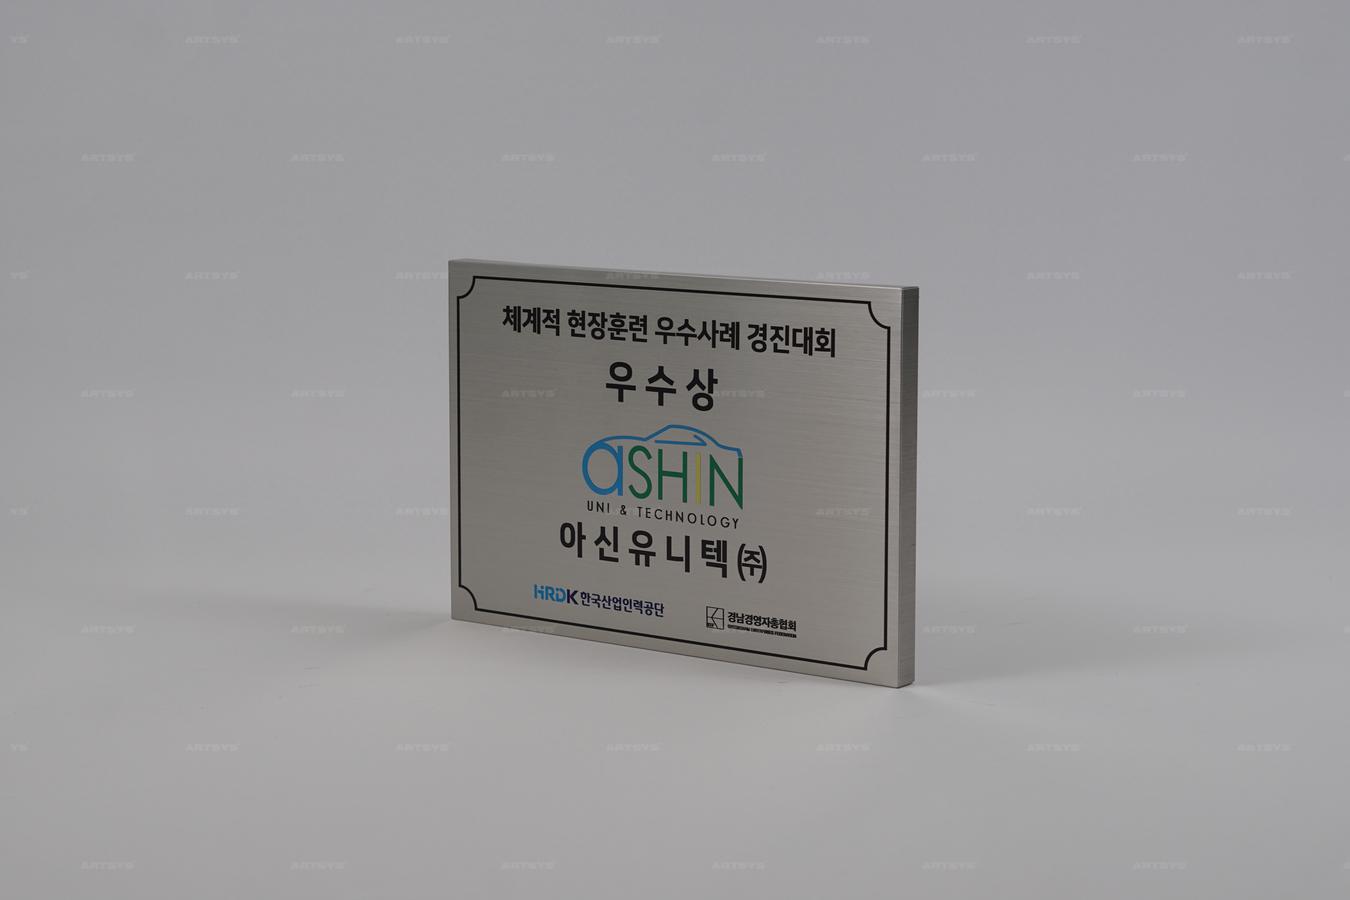 체계적 현장훈련 우수사례 경진대회
우수상
aSHIN
UNI & TECHNOLOGY
아신유니텍㈜
HRDK 한국산업인력공단
경남경영자총협회
ARTSYS